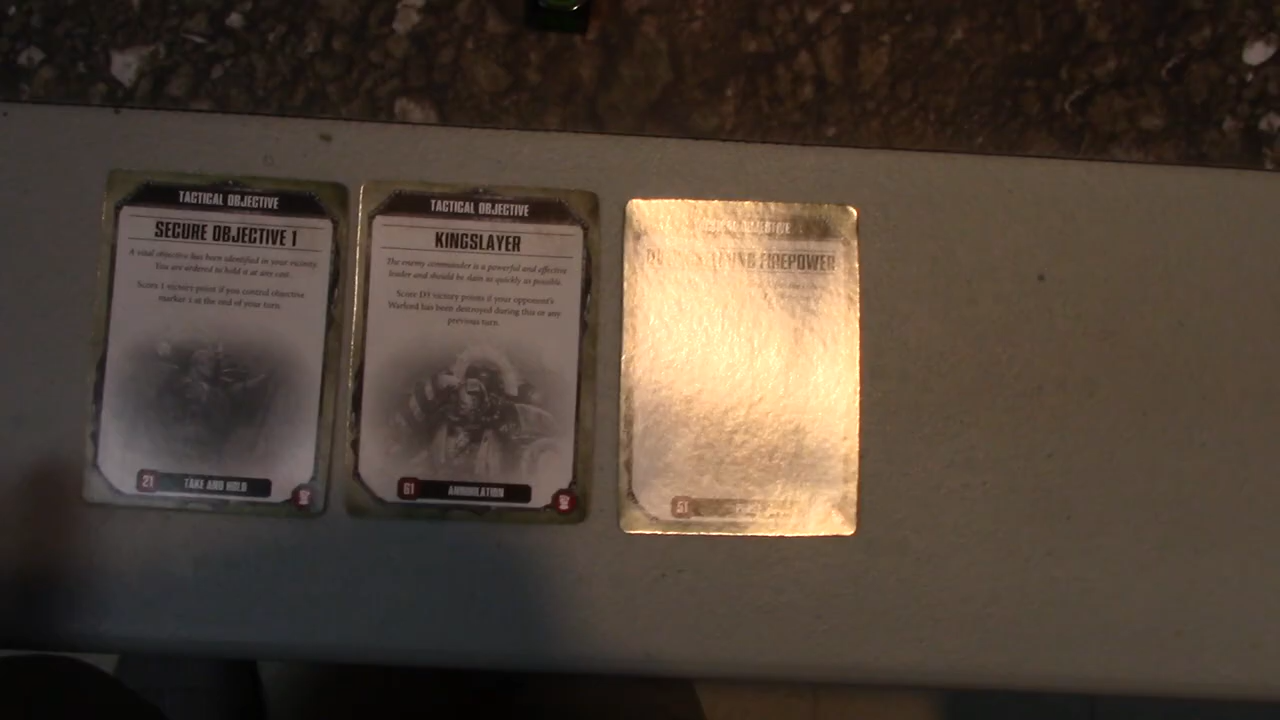 TACTICAL OBJECTIVE
SECURE OBJECTIVE 1
A vital objective has been identified in your vicinity.
You are ordered to hold it at any cost.
Score 1 victory point if you control objective
marker 1 at the end of your turn.
21
TAKE AND HOLD
TACTICAL OBJECTIVE
KINGSLAYER
The enemy commander is a powerful and effective
leader and should be slain as quickly as possible.
Score D3 victory points if your opponent's
Warlord has been destroyed during this or any
previous turn.
61
ANNIHILATION
OBJECTIVE
FIREPOWER
51